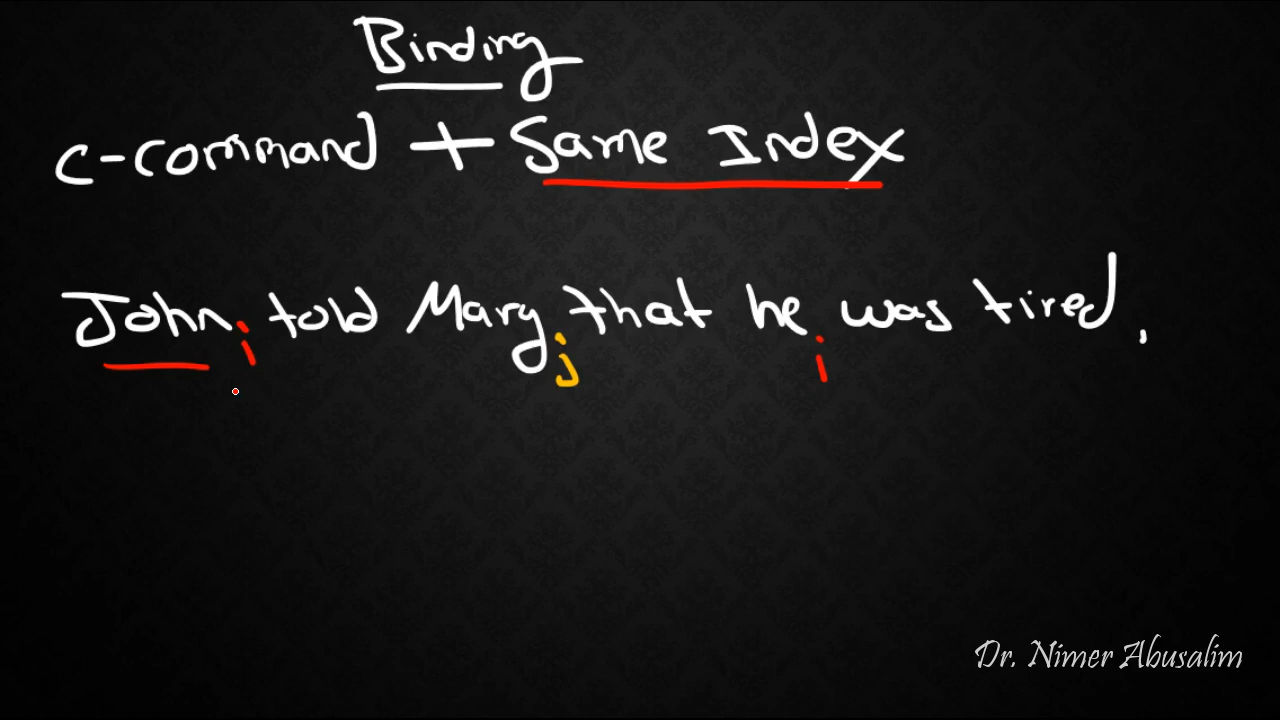 Binding
c-command + Same Index
John i told Mary j that he i was tired.
Dr. Nimer Abusalim